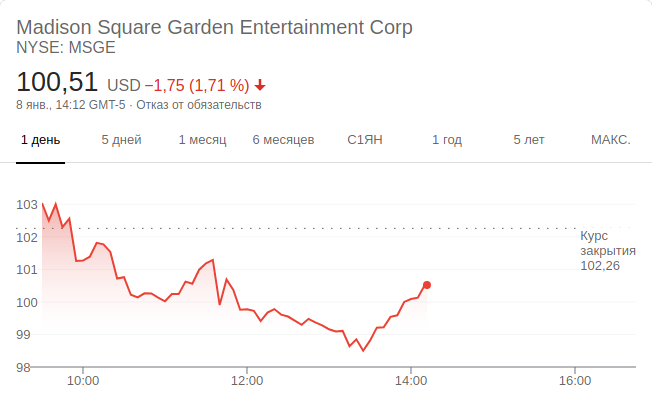 Madison Square Garden Entertainment Corp
NYSE: MSGE
100,51 USD −1,75 (1,71 %)
8 янв., 14:12 GMT-5 · Отказ от обязательств
1 день 5 дней 1 месяц 6 месяцев С1ЯН 1 год 5 лет МАКС.
103
102
Курс
закрытия
102,26
101
100
99
98
10:00 12:00 14:00 16:00